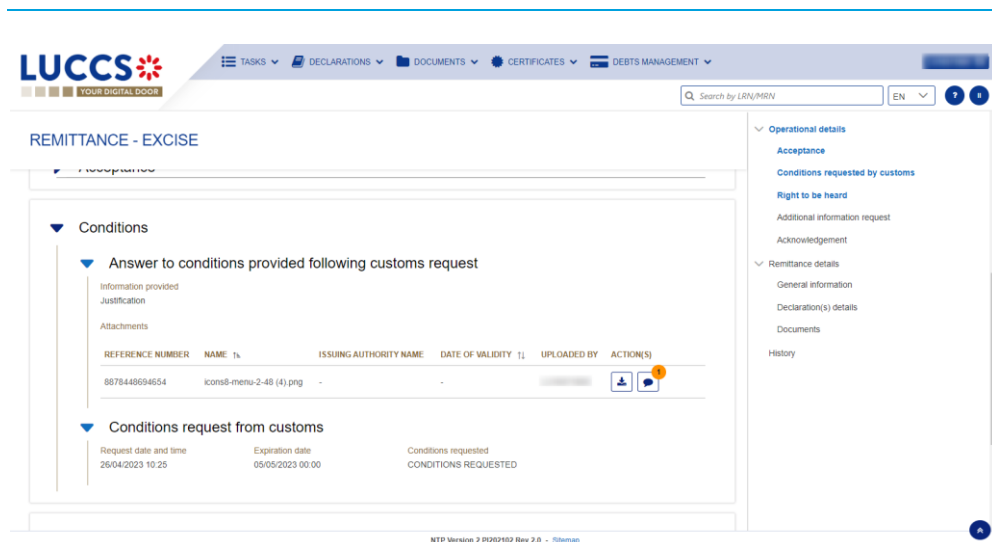 LUCCS
YOUR DIGITAL DOOR
TASKS
DECLARATIONS
DOCUMENTS
CERTIFICATES
DEBTS MANAGEMENT
Search by LRN/MRN
EN
?
REMITTANCE - EXCISE
Acceptance
Conditions
Answer to conditions provided following customs request
Information provided
Justification
Attachments
REFERENCE NUMBER NAME ISSUING AUTHORITY NAME DATE OF VALIDITY UPLOADED BY ACTION(S)
8878448694654 icons8-menu-2-48 (4).png - -
1
Conditions request from customs
Request date and time Expiration date Conditions requested
26/04/2023 10:25 05/05/2023 00:00 CONDITIONS REQUESTED
Operational details
Acceptance
Conditions requested by customs
Right to be heard
Additional information request
Acknowledgement
Remittance details
General information
Declaration(s) details
Documents
History
NTP Version 2 PI202102 Rev 2.0 - Sitemap